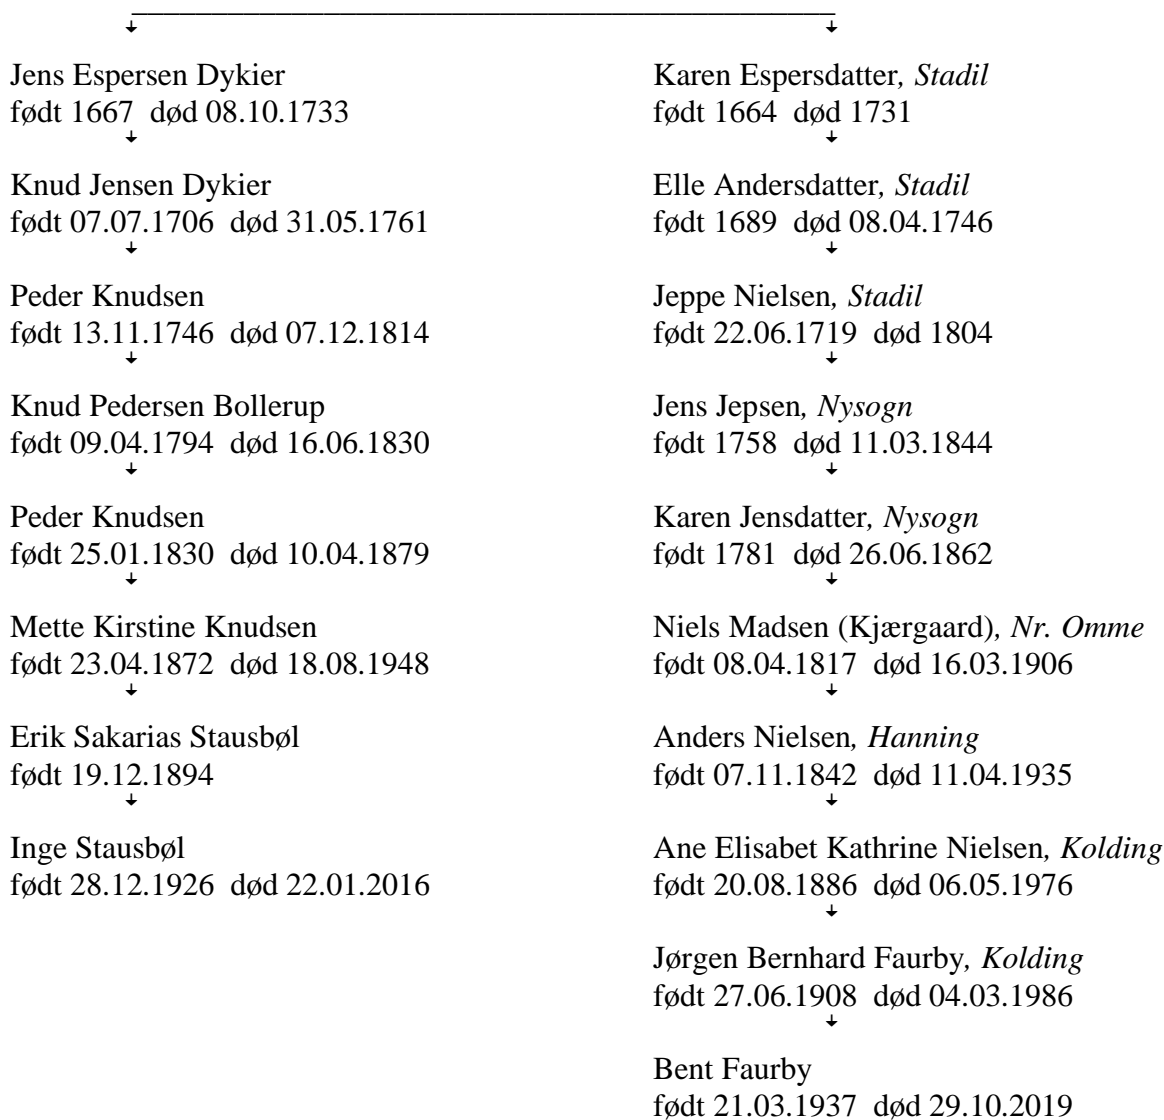 Jens Espersen Dykier
født 1667  død 08.10.1733
Knud Jensen Dykier
født 07.07.1706  død 31.05.1761
Peder Knudsen
født 13.11.1746  død 07.12.1814
Knud Pedersen Bollerup
født 09.04.1794  død 16.06.1830
Peder Knudsen
født 25.01.1830  død 10.04.1879
Mette Kirstine Knudsen
født 23.04.1872  død 18.08.1948
Erik Sakarias Stausbøl
født 19.12.1894
Inge Stausbøl
født 28.12.1926  død 22.01.2016
Karen Espersdatter, Stadil
født 1664  død 1731
Elle Andersdatter, Stadil
født 1689  død 08.04.1746
Jeppe Nielsen, Stadil
født 22.06.1719  død 1804
Jens Jepsen, Nysogn
født 1758  død 11.03.1844
Karen Jensdatter, Nysogn
født 1781  død 26.06.1862
Niels Madsen (Kjærgaard), Nr. Omme
født 08.04.1817  død 16.03.1906
Anders Nielsen, Hanning
født 07.11.1842  død 11.04.1935
Ane Elisabet Kathrine Nielsen, Kolding
født 20.08.1886  død 06.05.1976
Jørgen Bernhard Faurby, Kolding
født 27.06.1908  død 04.03.1986
Bent Faurby
født 21.03.1937  død 29.10.2019